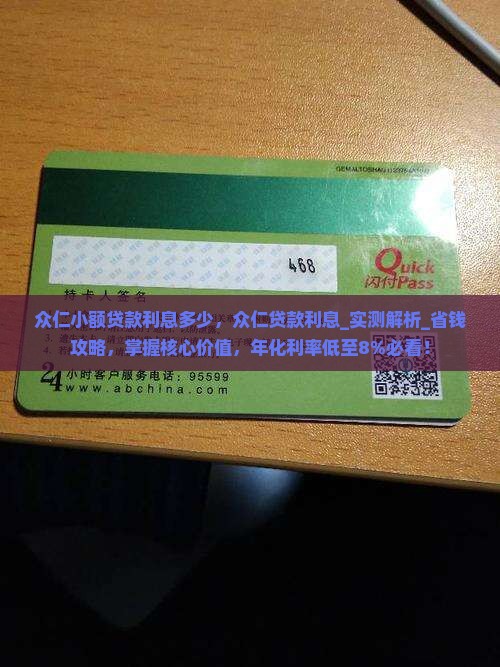 GEMALTOSHA
468
Quick
闪付Pass
持卡人签名
众仁小额贷款利息多少，众仁贷款利息_实测解析_省钱
攻略，掌握核心价值，年化利率低至8%必看！
24小时客户服务电话：95599
www.abchina.com